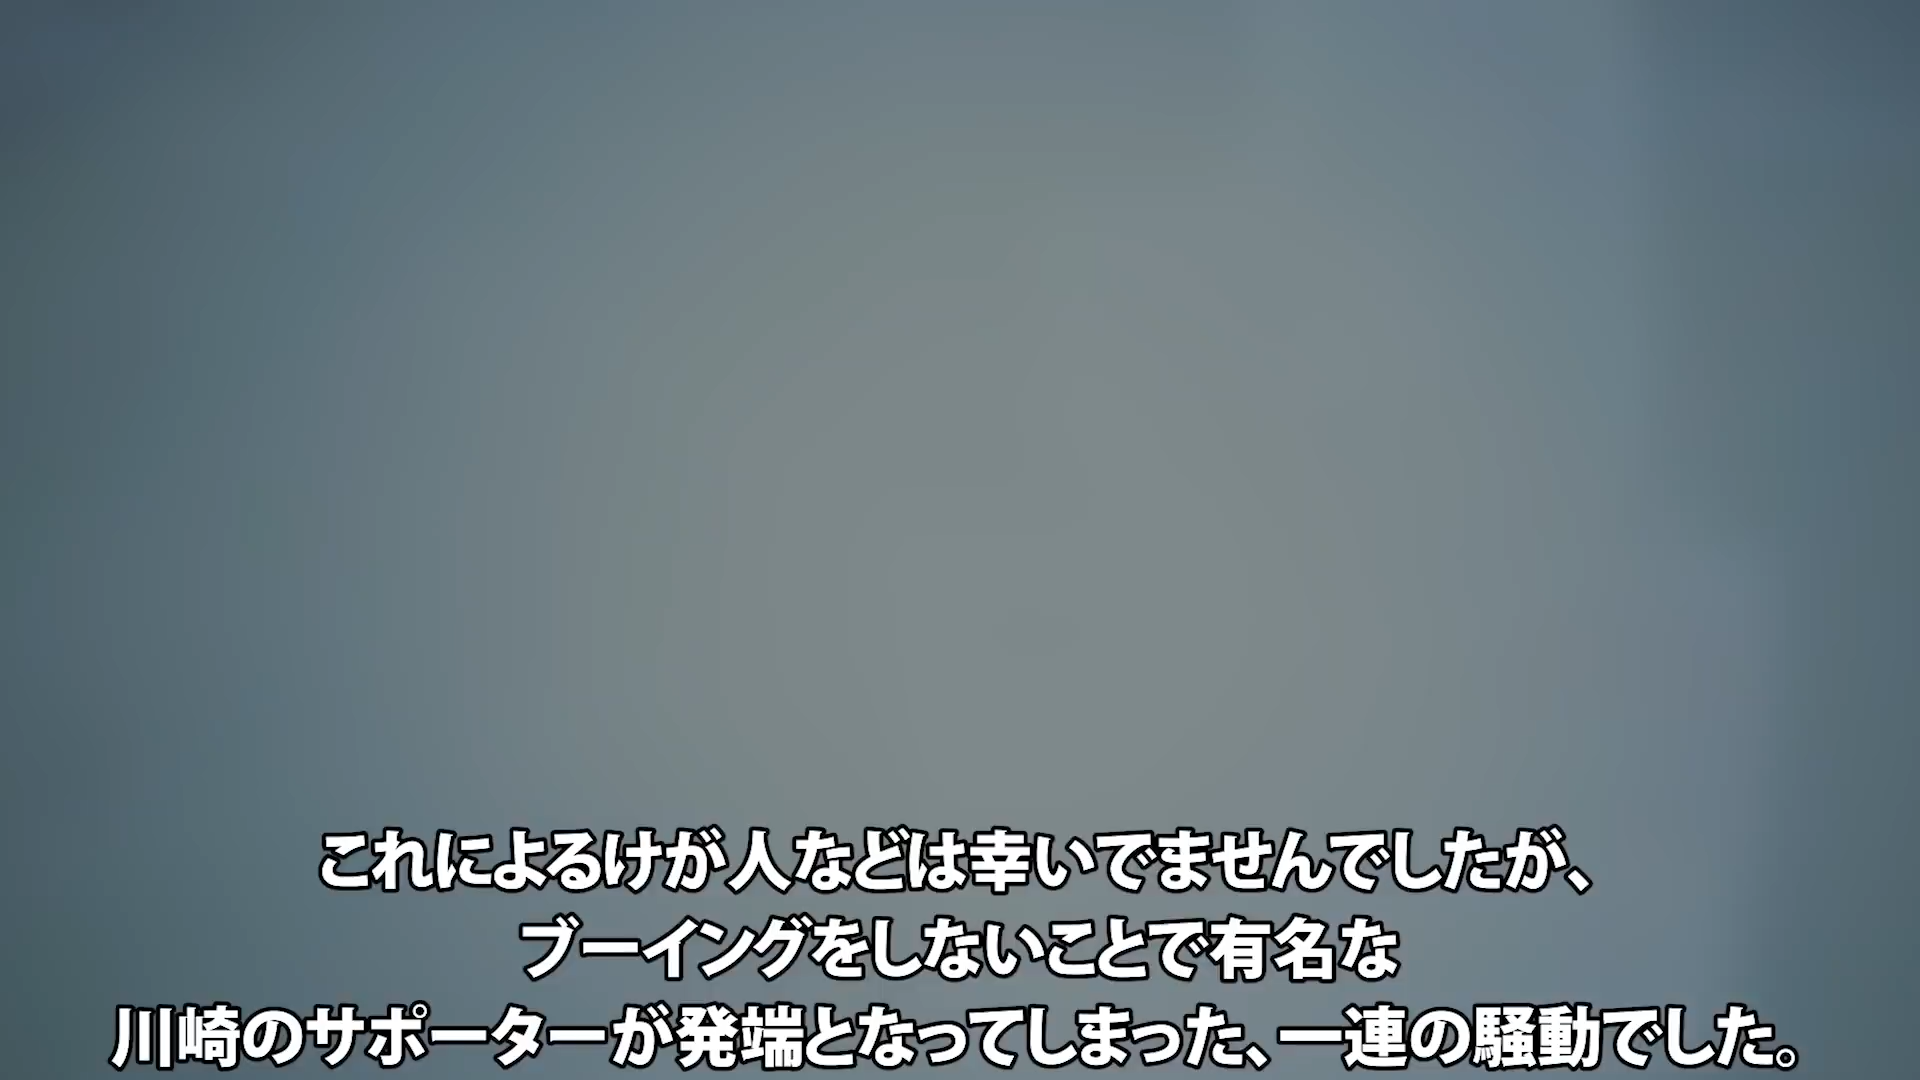 これによるけが人などは幸いでませんでしたが、
ブーイングをしないことで有名な
川崎のサポーターが発端となってしまった、一連の騒動でした。